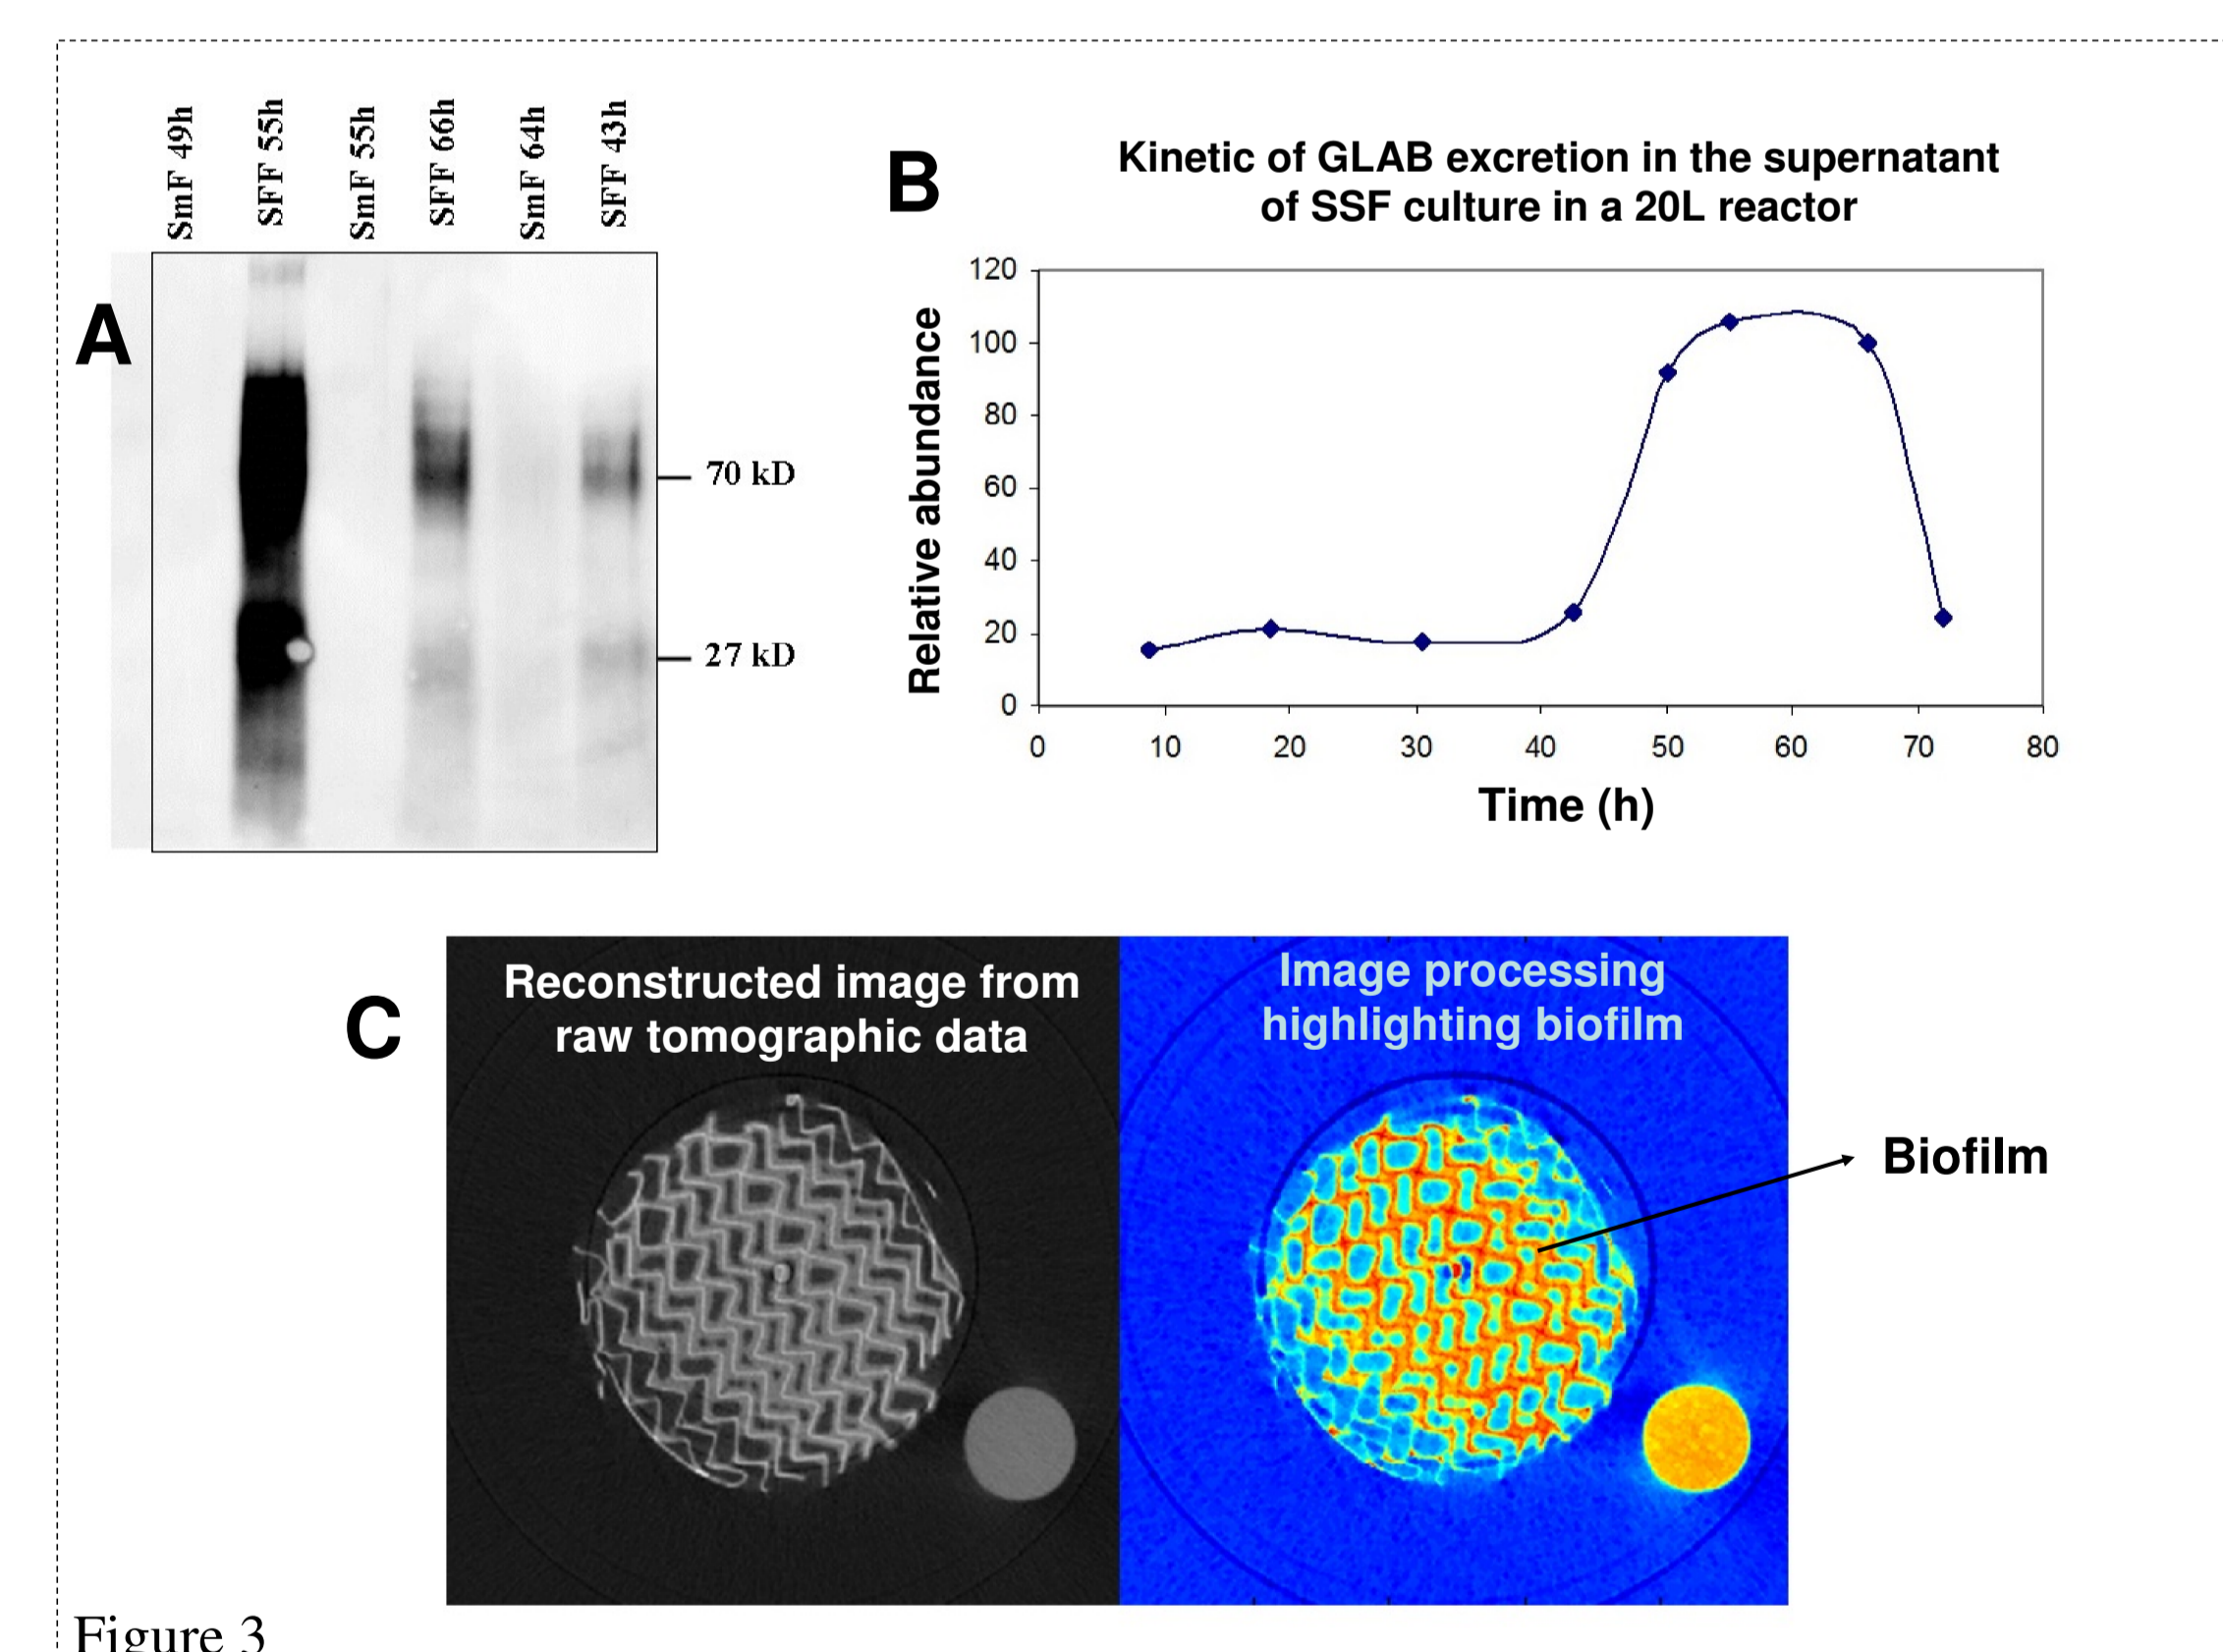 A
SmF 49h
SFF 55h
SmF 55h
SFF 66h
SmF 64h
SFF 43h
70 kD
27 kD
B
Kinetic of GLAB excretion in the supernatant
of SSF culture in a 20L reactor
Relative abundance
120
100
80
60
40
20
0
0 10 20 30 40 50 60 70 80
Time (h)
C
Reconstructed image from
raw tomographic data
Image processing
highlighting biofilm
Biofilm
Figure 3